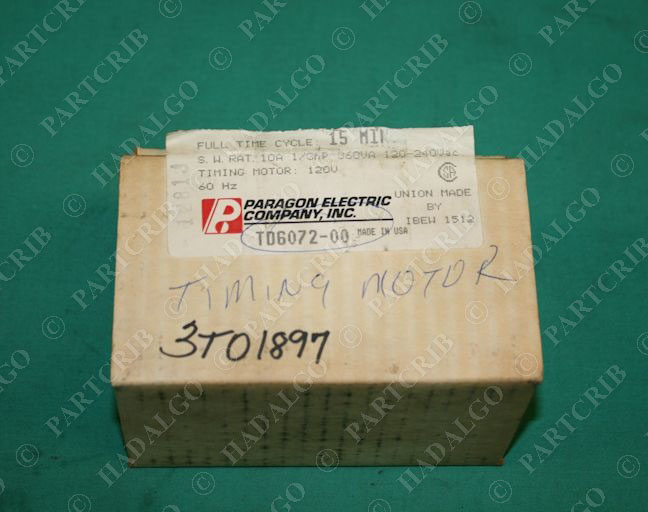 FULL TIME CYCLE: 15 MIN
S.W. RAT. 10A 1/3HP 360VA 120-240Vac
TIMING MOTOR: 120V
60 Hz
PARAGON ELECTRIC
COMPANY, INC.
UNION MADE
BY
IBEW 1512
TD6072-00 MADE IN USA
TIMING MOTOR
3TO1897
© PARTCRIB HADALGO